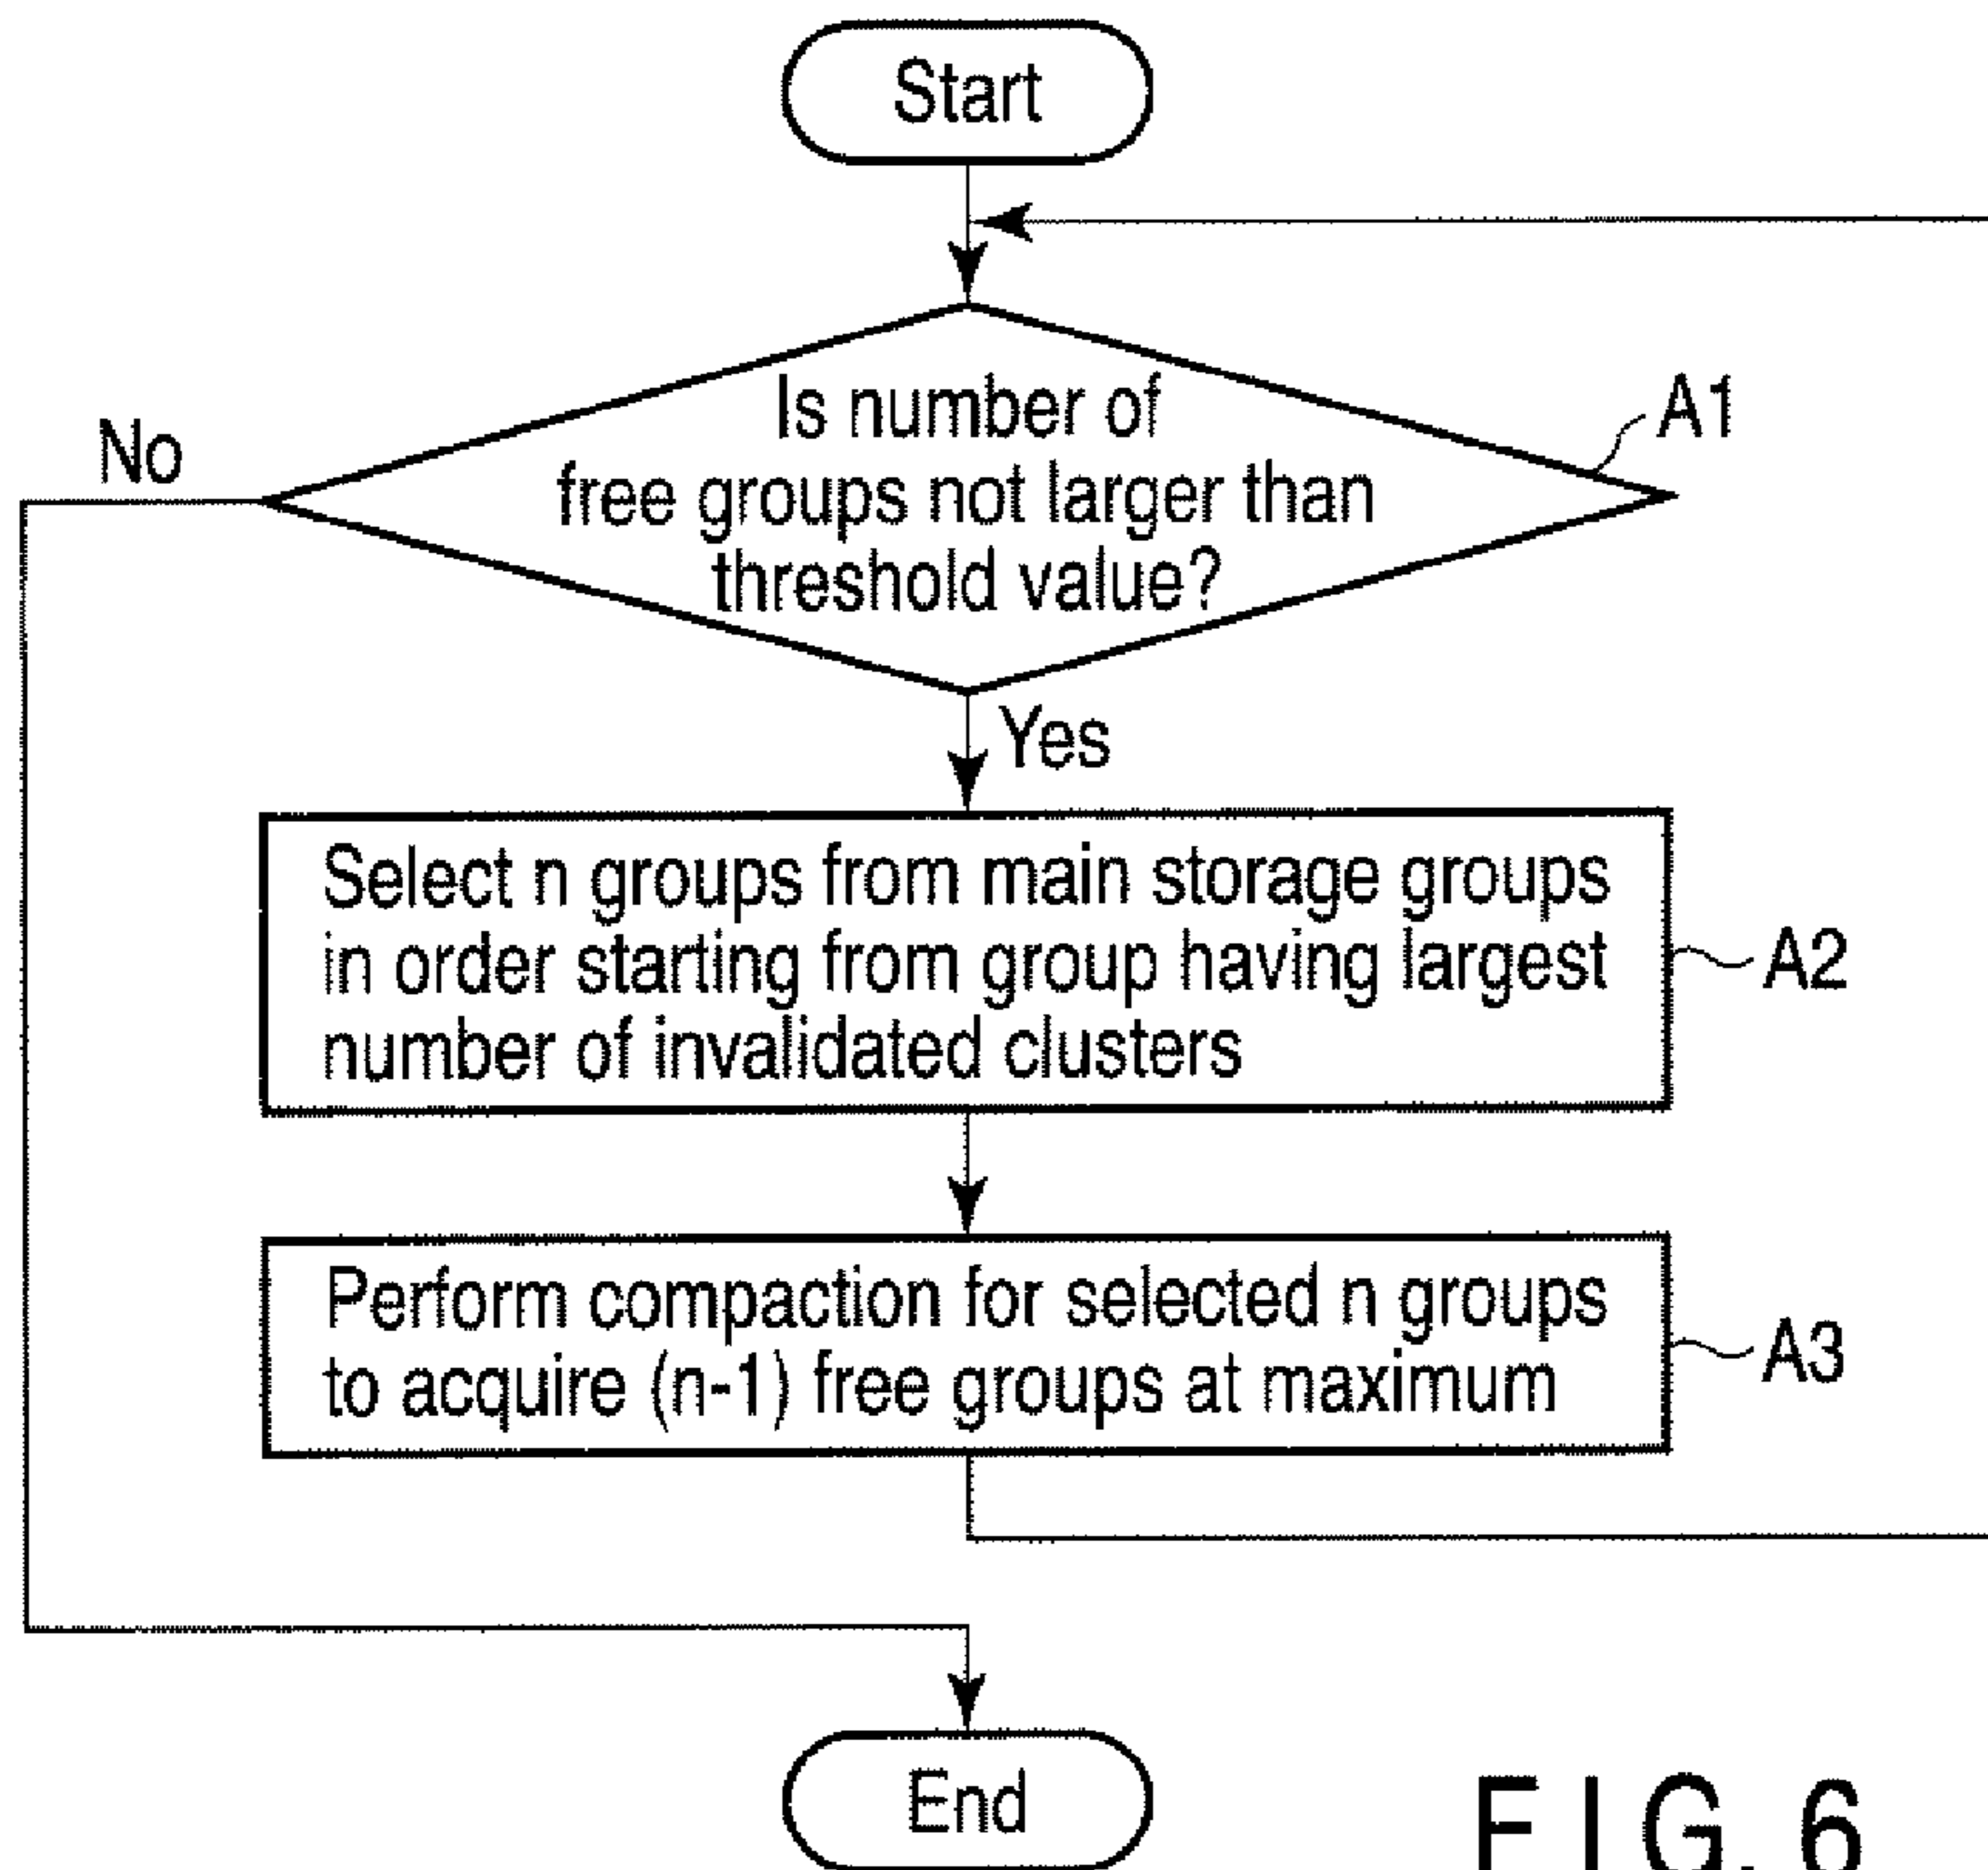 Start
Is number of
free groups not larger than
threshold value?
A1
No
Yes
Select n groups from main storage groups
in order starting from group having largest
number of invalidated clusters
A2
Perform compaction for selected n groups
to acquire (n-1) free groups at maximum
A3
End
FIG. 6